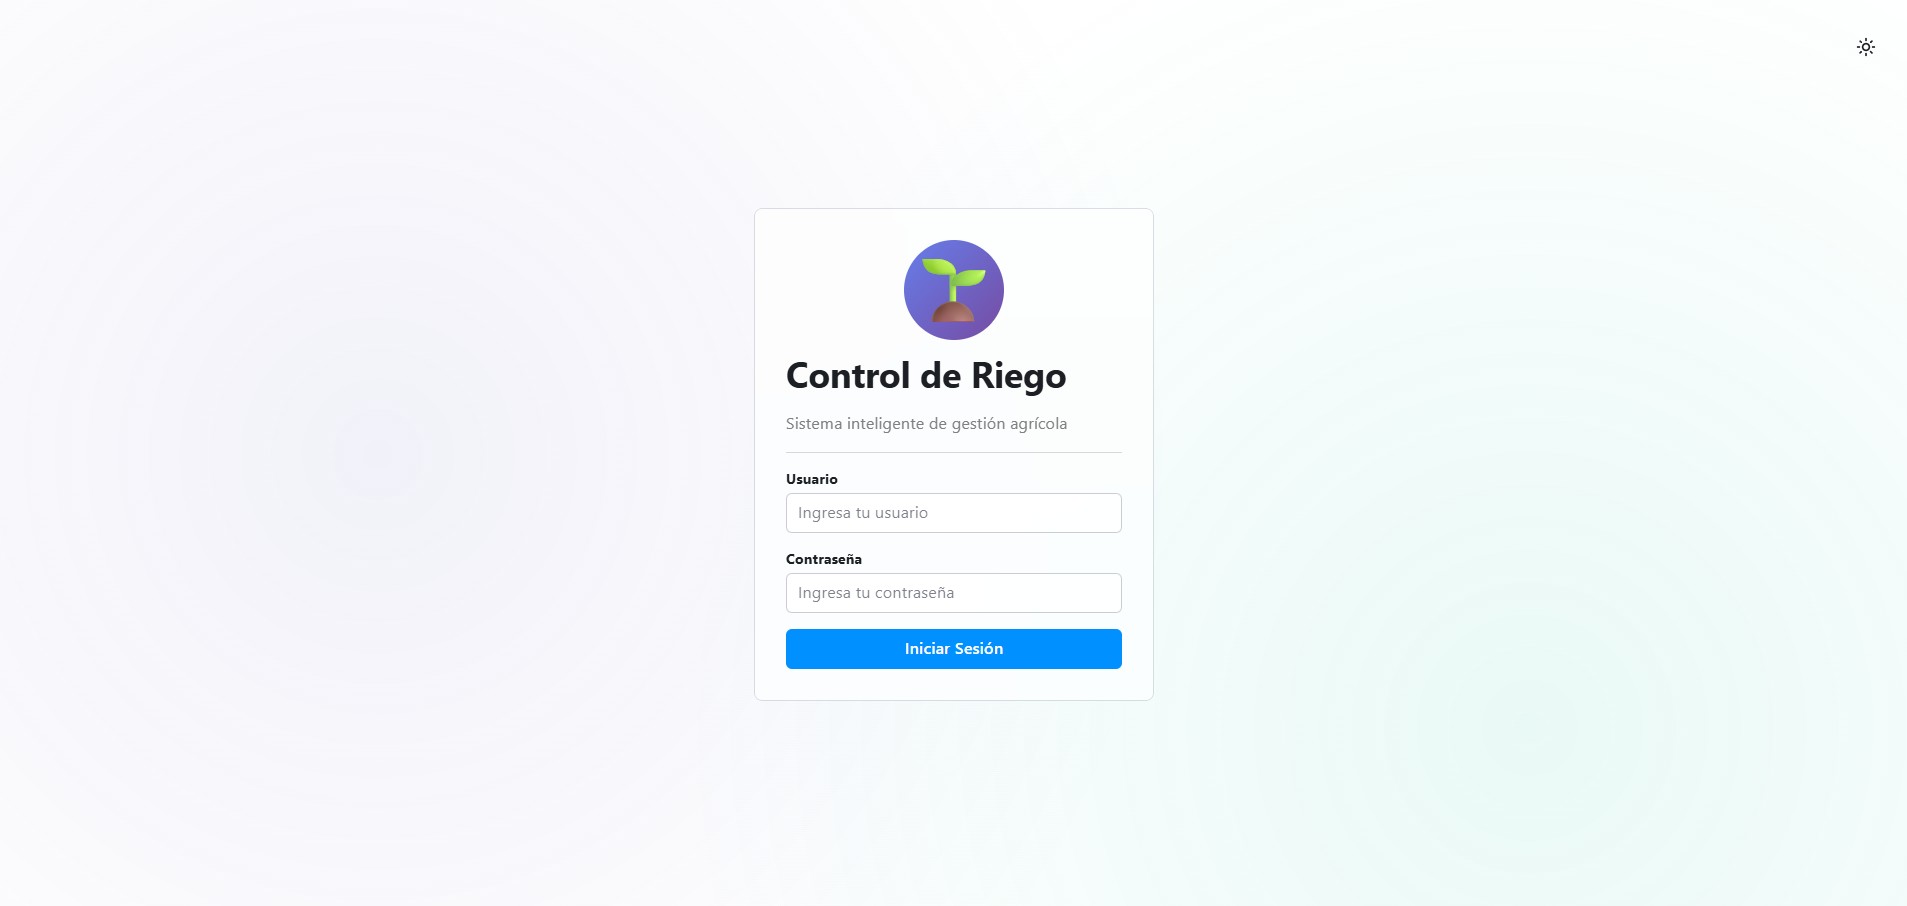 Control de Riego
Sistema inteligente de gestión agrícola
Usuario
Ingresa tu usuario
Contraseña
Ingresa tu contraseña
Iniciar Sesión